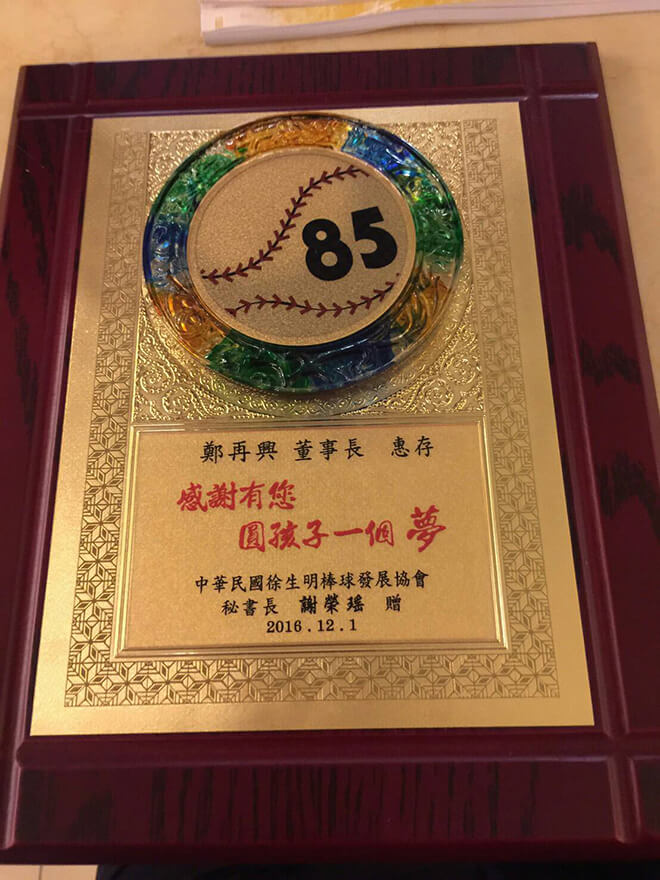 85
鄭再興 董事長 惠存
感謝有您
圓孩子一個 夢
中華民國徐生明棒球發展協會
秘書長 謝榮瑤 贈
2016.12.1